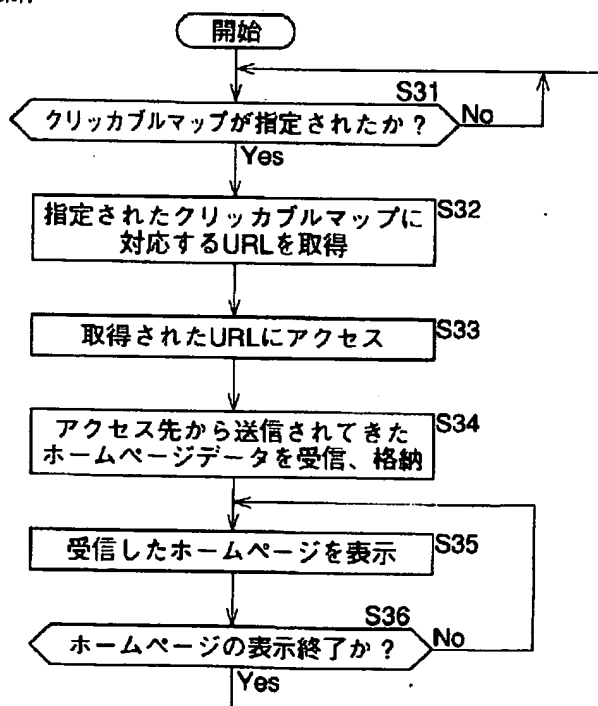 開始
S31
クリッカブルマップが指定されたか？
No
Yes
S32
指定されたクリッカブルマップに
対応するURLを取得
S33
取得されたURLにアクセス
S34
アクセス先から送信されてきた
ホームページデータを受信、格納
S35
受信したホームページを表示
S36
ホームページの表示終了か？
No
Yes